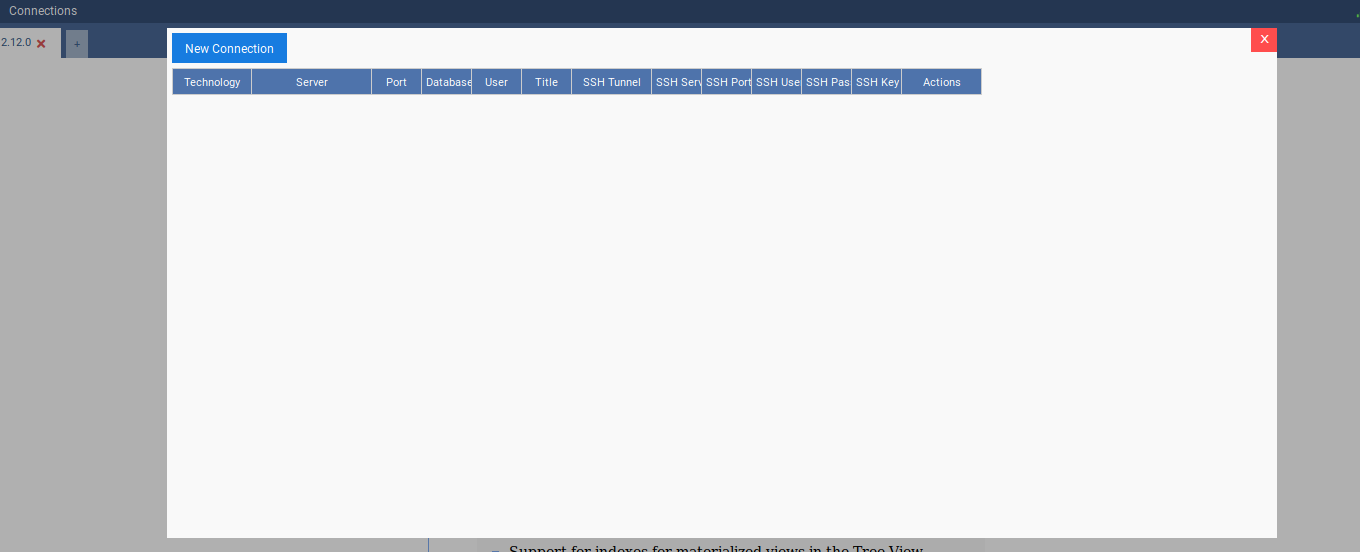 Connections
2.12.0
+
X
New Connection
Technology Server Port Database User Title SSH Tunnel SSH Serv SSH Port SSH Use SSH Pas SSH Key Actions
– Support for indexes for materialized views in the Tree View